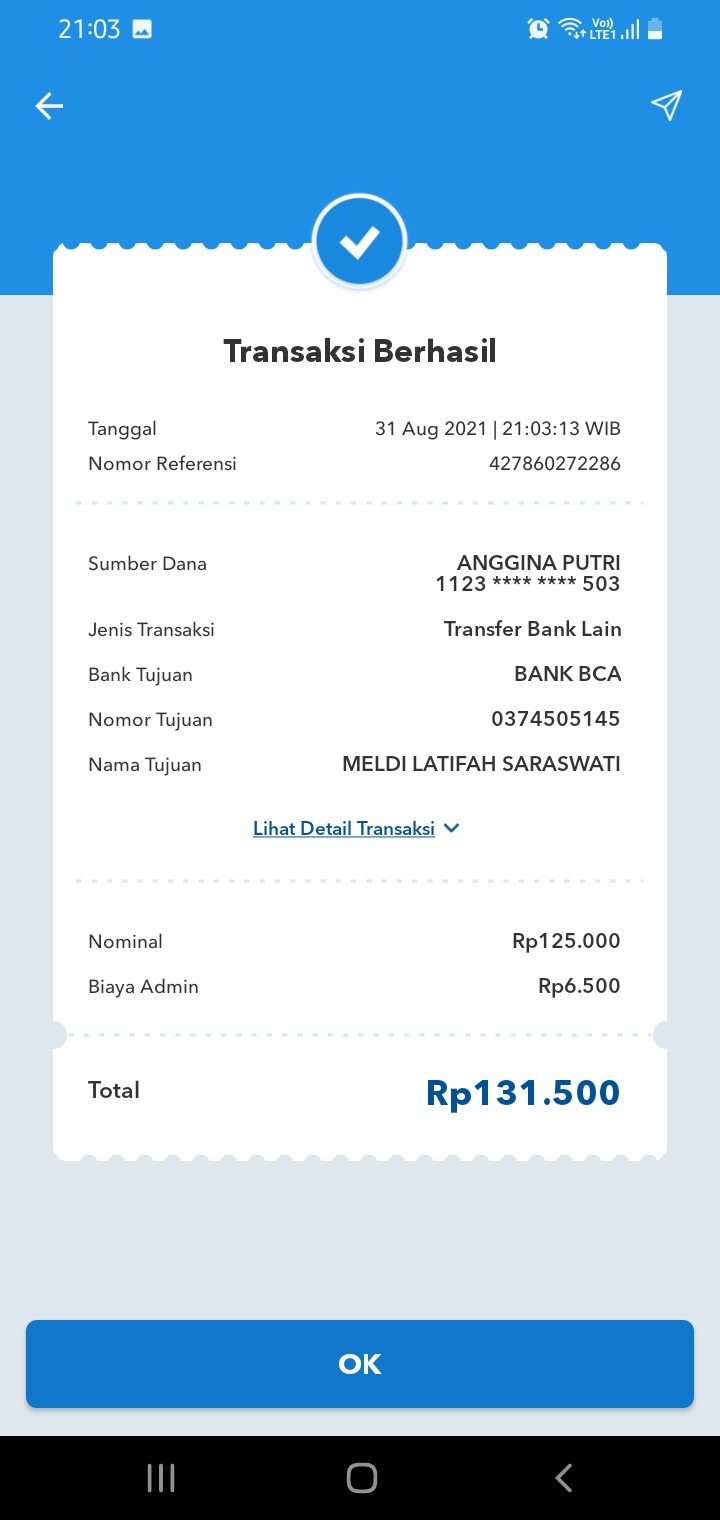 21:03
Vo)) LTE1
Transaksi Berhasil
Tanggal 31 Aug 2021 | 21:03:13 WIB
Nomor Referensi 427860272286
Sumber Dana ANGGINA PUTRI
1123 **** **** 503
Jenis Transaksi Transfer Bank Lain
Bank Tujuan BANK BCA
Nomor Tujuan 0374505145
Nama Tujuan MELDI LATIFAH SARASWATI
Lihat Detail Transaksi
Nominal Rp125.000
Biaya Admin Rp6.500
Total Rp131.500
OK